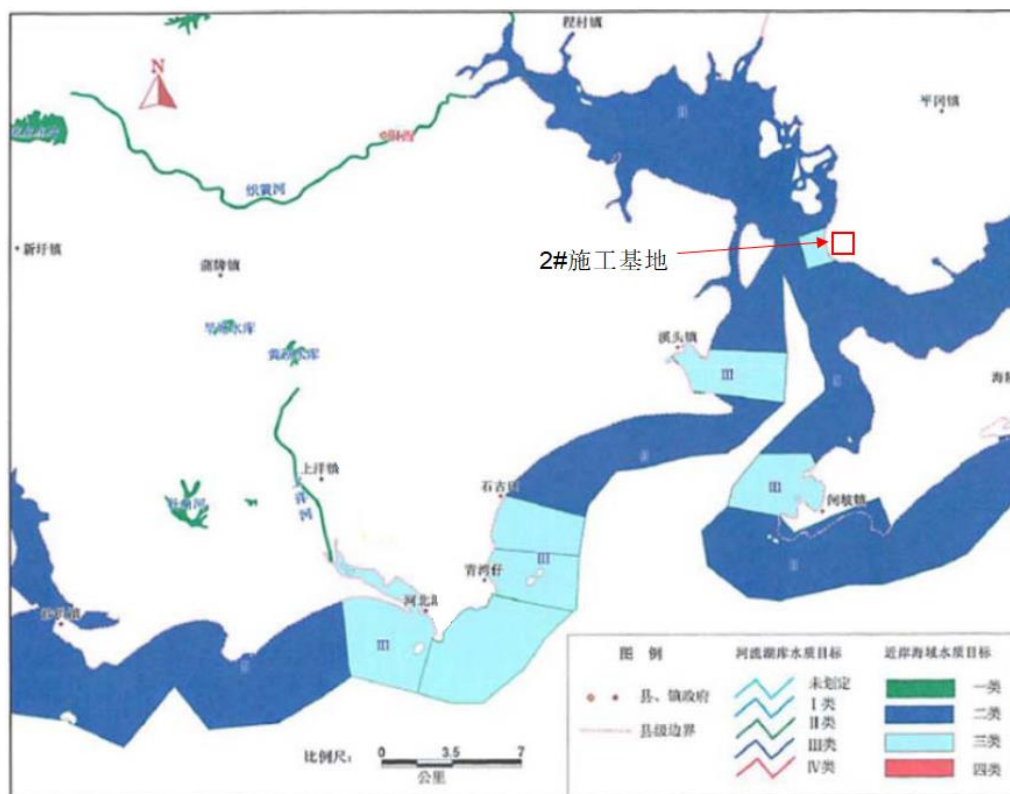 程村镇
N
平冈镇
阳西
织篢河
新圩镇
蒲牌镇
2#施工基地
溪头镇
III
上洋镇
石古田
III
闸坡镇
III
青湾仔
河北
III
图 例
河流湖库水质目标
近岸海域水质目标
县、镇政府
县级边界
未划定
I类
II类
III类
IV类
一类
二类
三类
四类
比例尺：
0 3.5 7
公里